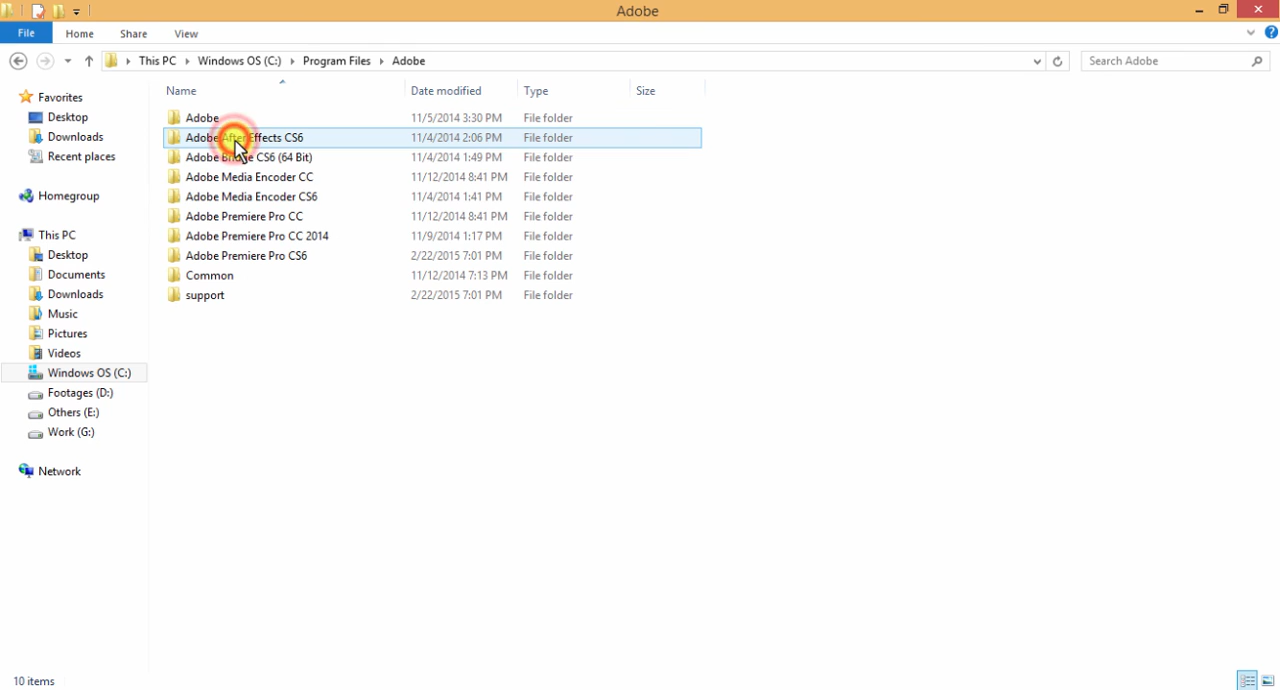 Adobe
File Home Share View
This PC Windows OS (C:) Program Files Adobe Search Adobe
Name Date modified Type Size
Favorites
Desktop
Downloads
Recent places
Homegroup
This PC
Desktop
Documents
Downloads
Music
Pictures
Videos
Windows OS (C:)
Footages (D:)
Others (E:)
Work (G:)
Network
Adobe 11/5/2014 3:30 PM File folder
Adobe After Effects CS6 11/4/2014 2:06 PM File folder
Adobe Bridge CS6 (64 Bit) 11/4/2014 1:49 PM File folder
Adobe Media Encoder CC 11/12/2014 8:41 PM File folder
Adobe Media Encoder CS6 11/4/2014 1:41 PM File folder
Adobe Premiere Pro CC 11/12/2014 8:41 PM File folder
Adobe Premiere Pro CC 2014 11/9/2014 1:17 PM File folder
Adobe Premiere Pro CS6 2/22/2015 7:01 PM File folder
Common 11/12/2014 7:13 PM File folder
support 2/22/2015 7:01 PM File folder
10 items